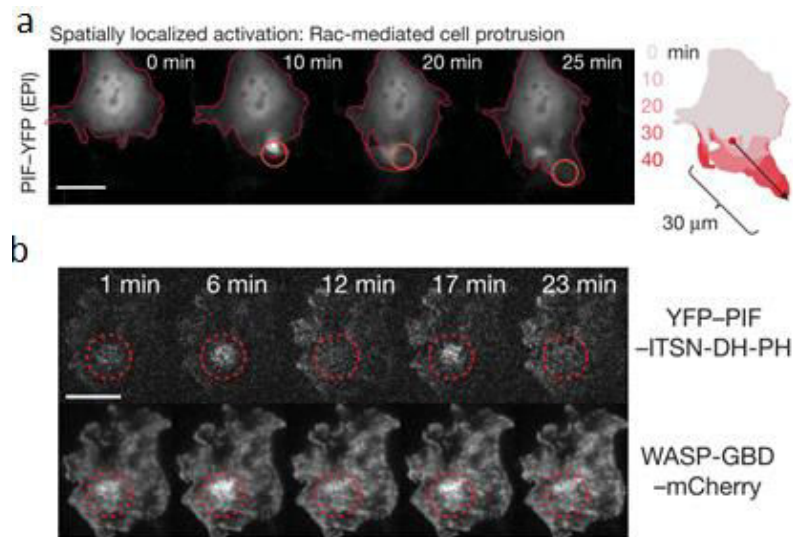 a
Spatially localized activation: Rac-mediated cell protrusion
PIF–YFP (EPI)
0 min
10 min
20 min
25 min
0 min
10
20
30
40
30 μm
b
1 min
6 min
12 min
17 min
23 min
YFP–PIF
–ITSN-DH-PH
WASP-GBD
–mCherry